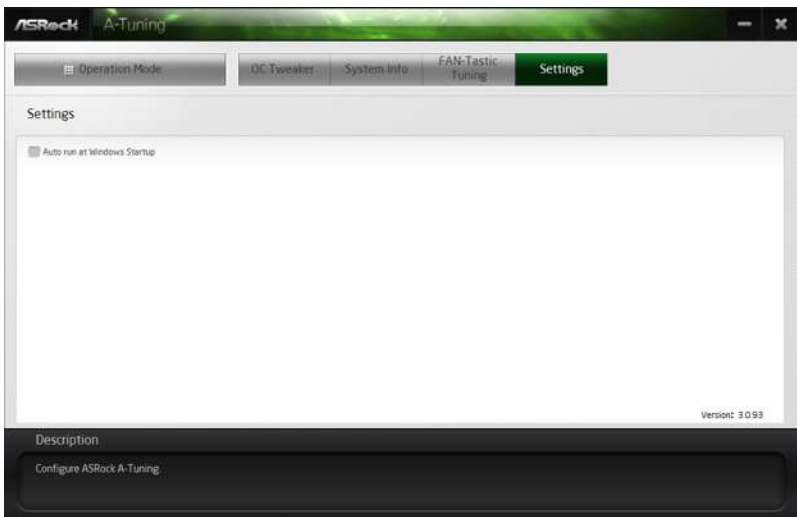 ASRock A-Tuning
Operation Mode
OC Tweaker
System Info
FAN-Tastic
Tuning
Settings
Settings
Auto run at Windows Startup
Version: 3.0.93
Description
Configure ASRock A-Tuning.